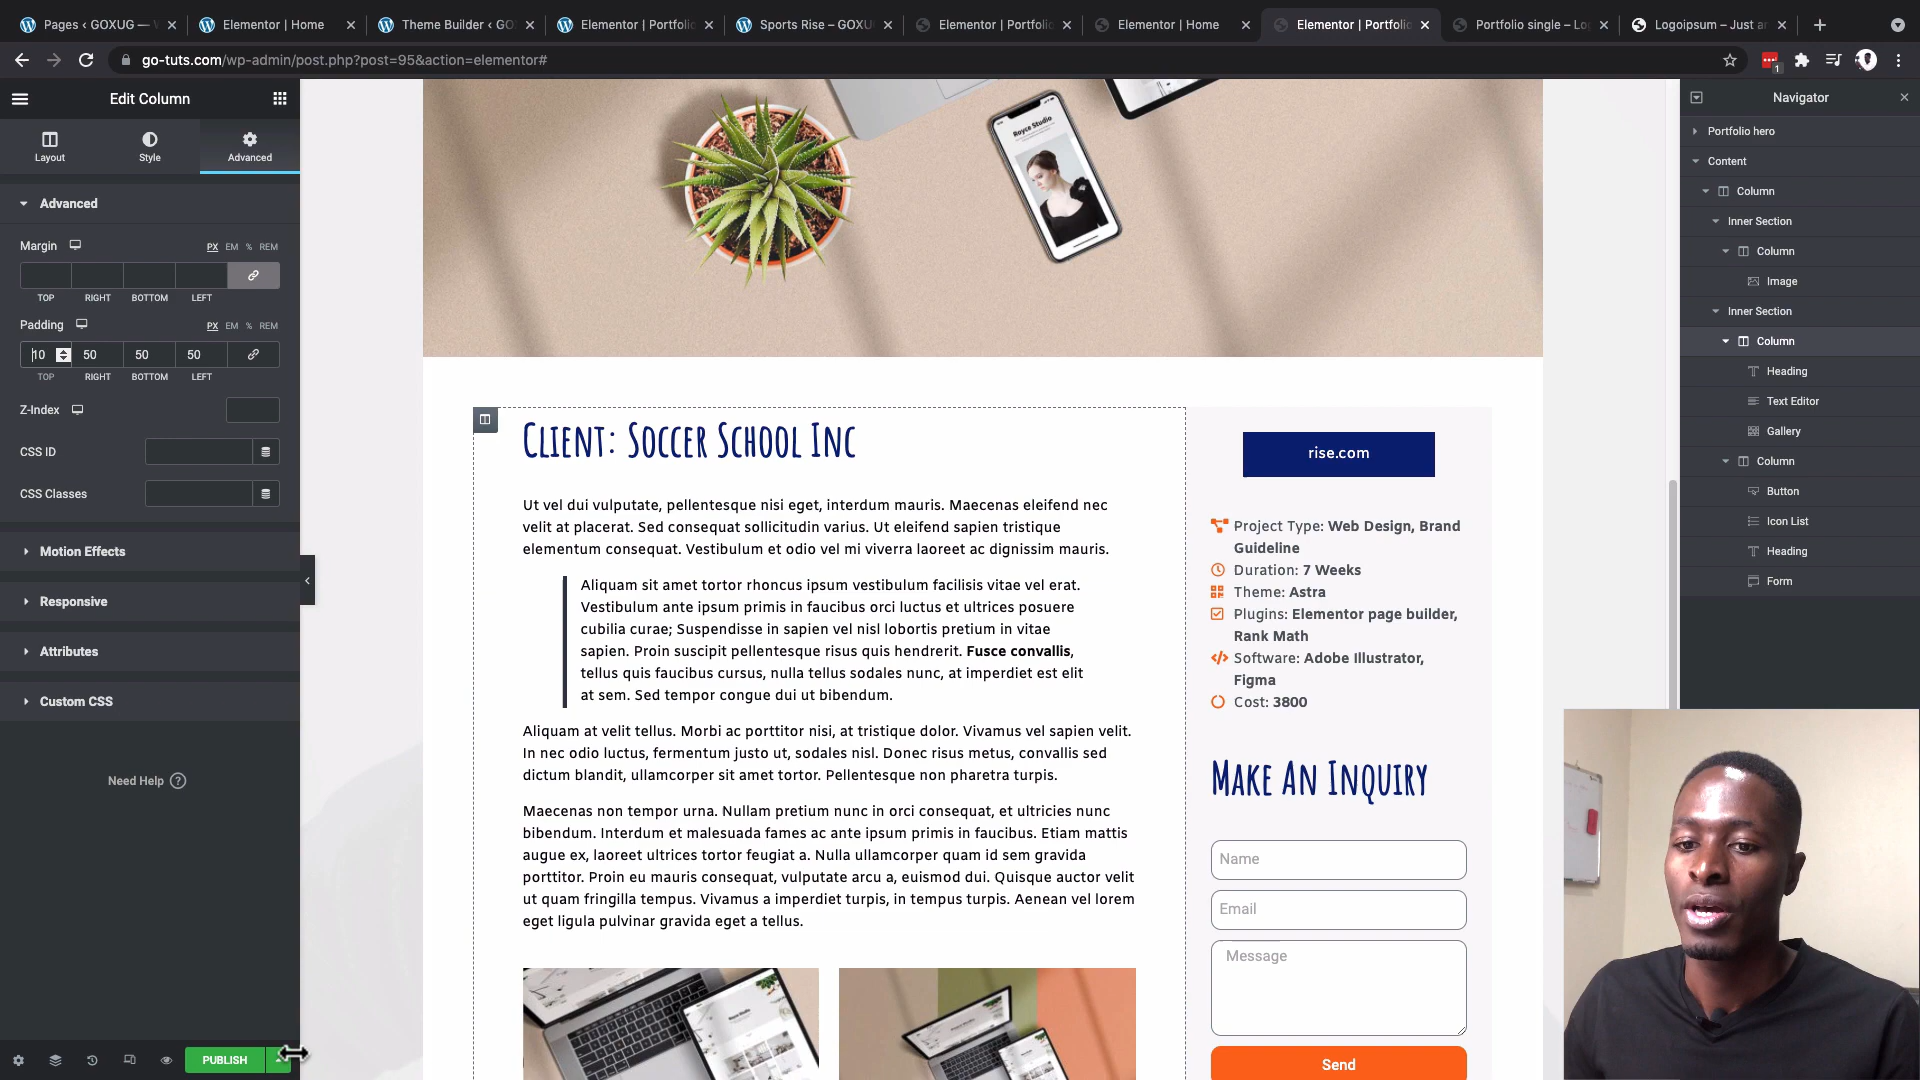 Pages ‹ GOXUG —
Elementor | Home
Theme Builder ‹ GO
Elementor | Portfolio
Sports Rise – GOXU
Elementor | Portfolio
Elementor | Home
Elementor | Portfolio
Portfolio single – Lo
Logoipsum – Just a
go-tuts.com/wp-admin/post.php?post=95&action=elementor#
1
Edit Column
Layout
Style
Advanced
Advanced
Margin
PX EM % REM
TOP RIGHT BOTTOM LEFT
Padding
PX EM % REM
10 50 50 50
TOP RIGHT BOTTOM LEFT
Z-Index
CSS ID
CSS Classes
Motion Effects
Responsive
Attributes
Custom CSS
Need Help ?
PUBLISH
Royce Studio
Client: Soccer School Inc
Ut vel dui vulputate, pellentesque nisi eget, interdum mauris. Maecenas eleifend nec
velit at placerat. Sed consequat sollicitudin varius. Ut eleifend sapien tristique
elementum consequat. Vestibulum et odio vel mi viverra laoreet ac dignissim mauris.
Aliquam sit amet tortor rhoncus ipsum vestibulum facilisis vitae vel erat.
Vestibulum ante ipsum primis in faucibus orci luctus et ultrices posuere
cubilia curae; Suspendisse in sapien vel nisl lobortis pretium in vitae
sapien. Proin suscipit pellentesque risus quis hendrerit. Fusce convallis,
tellus quis faucibus cursus, nulla tellus sodales nunc, at imperdiet est elit
at sem. Sed tempor congue dui ut bibendum.
Aliquam at velit tellus. Morbi ac porttitor nisi, at tristique dolor. Vivamus vel sapien velit.
In nec odio luctus, fermentum justo ut, sodales nisl. Donec risus metus, convallis sed
dictum blandit, ullamcorper sit amet tortor. Pellentesque non pharetra turpis.
Maecenas non tempor urna. Nullam pretium nunc in orci consequat, et ultricies nunc
bibendum. Interdum et malesuada fames ac ante ipsum primis in faucibus. Etiam mattis
augue ex, laoreet ultrices tortor feugiat a. Nulla ullamcorper quam id sem gravida
porttitor. Proin eu mauris consequat, vulputate arcu a, euismod dui. Quisque auctor velit
ut quam fringilla tempus. Vivamus a imperdiet turpis, in tempus turpis. Aenean vel lorem
eget ligula pulvinar gravida eget a tellus.
rise.com
Project Type: Web Design, Brand
Guideline
Duration: 7 Weeks
Theme: Astra
Plugins: Elementor page builder,
Rank Math
Software: Adobe Illustrator,
Figma
Cost: 3800
Make An Inquiry
Name
Email
Message
Send
Navigator
Portfolio hero
Content
Column
Inner Section
Column
Image
Inner Section
Column
Heading
Text Editor
Gallery
Column
Button
Icon List
Heading
Form